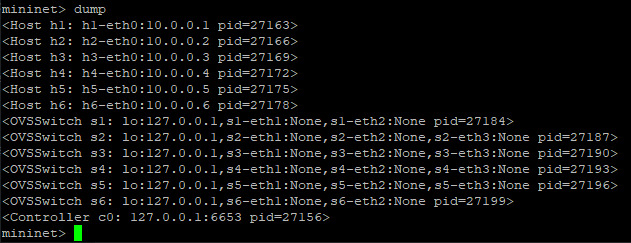 mininet> dump
<Host h1: h1-eth0:10.0.0.1 pid=27163>
<Host h2: h2-eth0:10.0.0.2 pid=27166>
<Host h3: h3-eth0:10.0.0.3 pid=27169>
<Host h4: h4-eth0:10.0.0.4 pid=27172>
<Host h5: h5-eth0:10.0.0.5 pid=27175>
<Host h6: h6-eth0:10.0.0.6 pid=27178>
<OVSSwitch s1: lo:127.0.0.1,s1-eth1:None,s1-eth2:None pid=27184>
<OVSSwitch s2: lo:127.0.0.1,s2-eth1:None,s2-eth2:None,s2-eth3:None pid=27187>
<OVSSwitch s3: lo:127.0.0.1,s3-eth1:None,s3-eth2:None,s3-eth3:None pid=27190>
<OVSSwitch s4: lo:127.0.0.1,s4-eth1:None,s4-eth2:None,s4-eth3:None pid=27193>
<OVSSwitch s5: lo:127.0.0.1,s5-eth1:None,s5-eth2:None,s5-eth3:None pid=27196>
<OVSSwitch s6: lo:127.0.0.1,s6-eth1:None,s6-eth2:None pid=27199>
<Controller c0: 127.0.0.1:6653 pid=27156>
mininet>